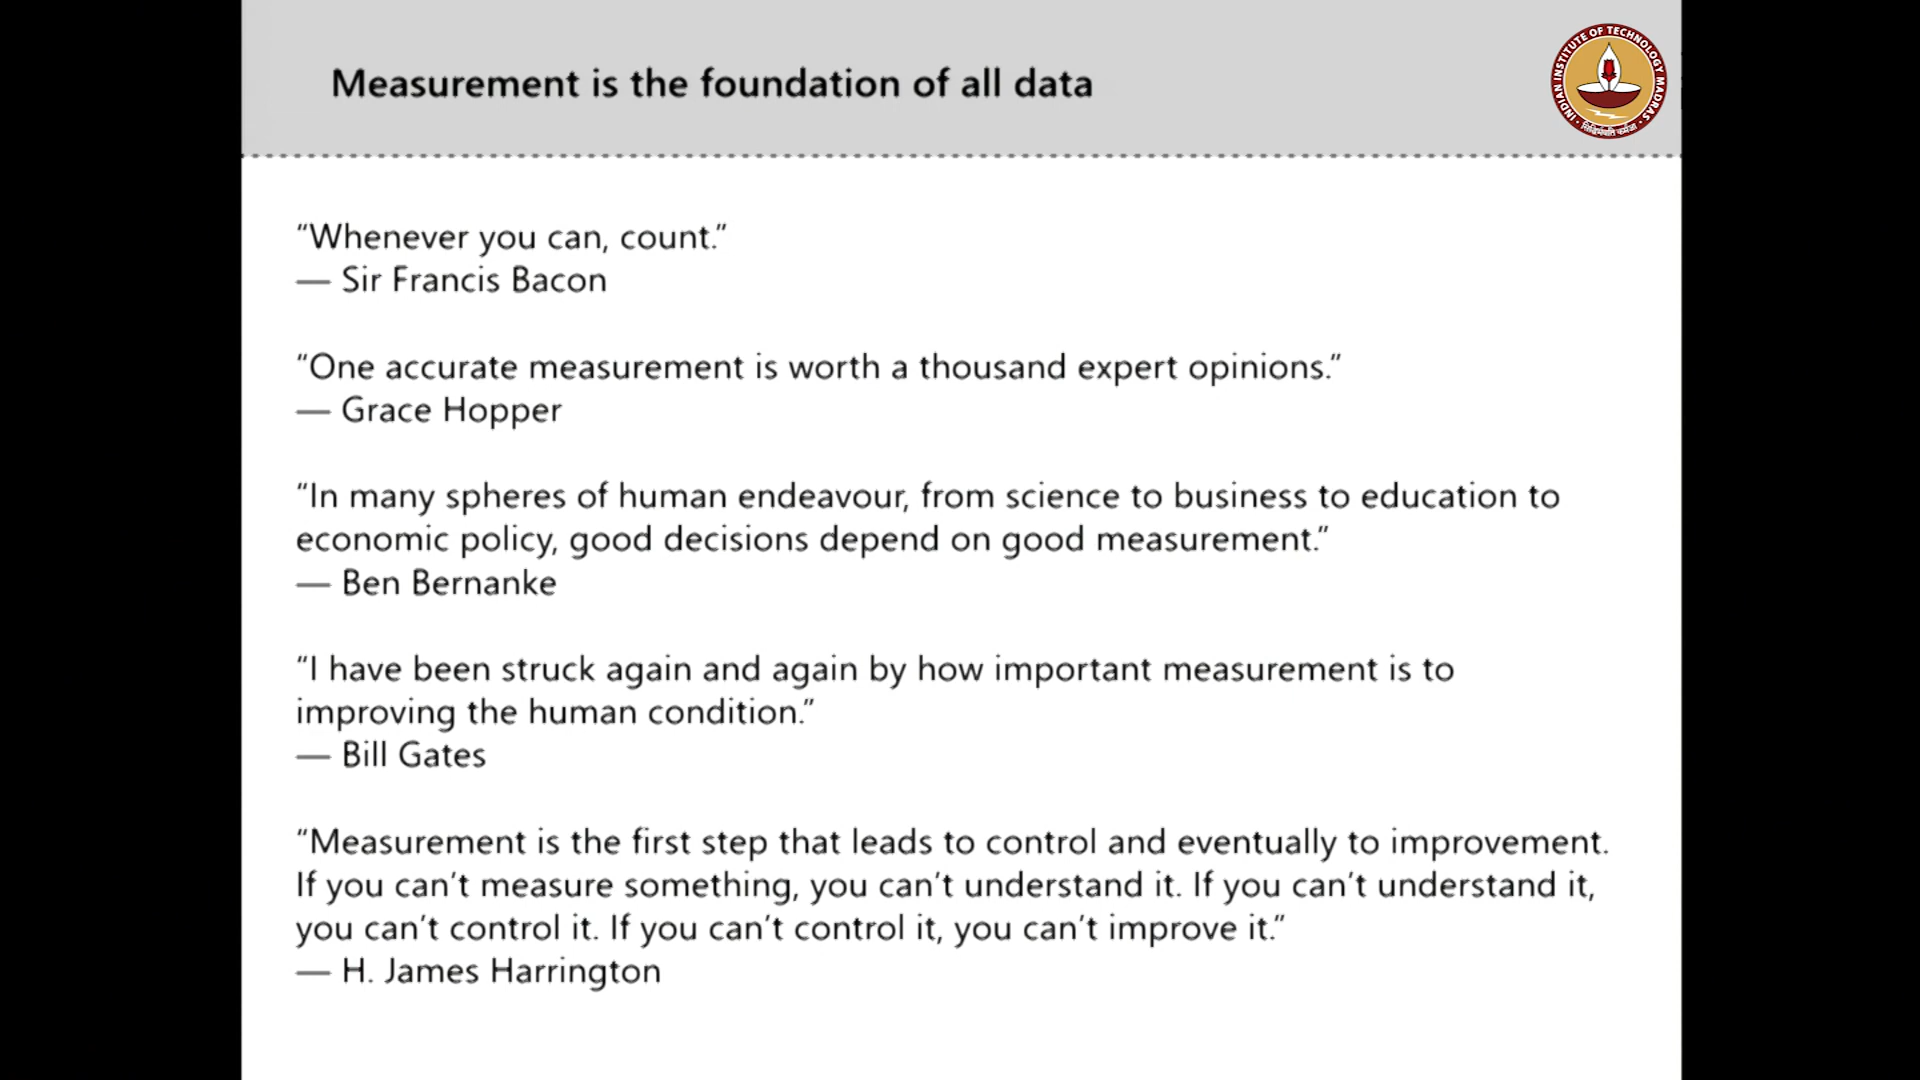 Measurement is the foundation of all data
INDIAN INSTITUTE OF TECHNOLOGY MADRAS
“Whenever you can, count.”
— Sir Francis Bacon
“One accurate measurement is worth a thousand expert opinions.”
— Grace Hopper
“In many spheres of human endeavour, from science to business to education to
economic policy, good decisions depend on good measurement.”
— Ben Bernanke
“I have been struck again and again by how important measurement is to
improving the human condition.”
— Bill Gates
“Measurement is the first step that leads to control and eventually to improvement.
If you can’t measure something, you can’t understand it. If you can’t understand it,
you can’t control it. If you can’t control it, you can’t improve it.”
— H. James Harrington